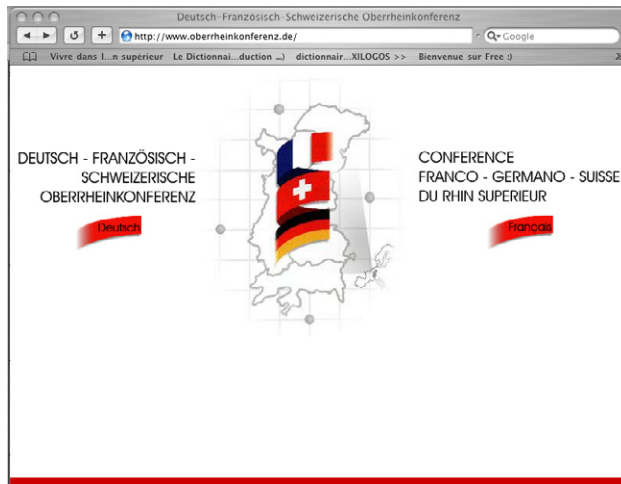 Deutsch-Französisch-Schweizerische Oberrheinkonferenz
http://www.oberrheinkonferenz.de/
Google
Vivre dans l...n supérieur Le Dictionnai...duction ...) dictionnair...XILOGOS >> Bienvenue sur Free :)
DEUTSCH - FRANZÖSISCH -
SCHWEIZERISCHE
OBERRHEINKONFERENZ
Deutsch
CONFERENCE
FRANCO - GERMANO - SUISSE
DU RHIN SUPERIEUR
Français